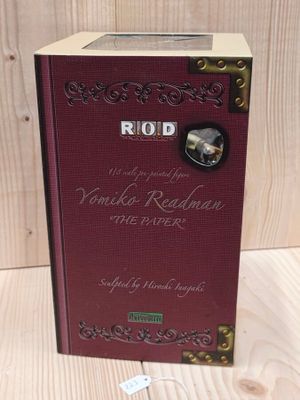 R.O.D
1/8 scale pre-painted figure
Yomiko Readman
"THE PAPER"
Sculpted by Hiroshi Inagaki